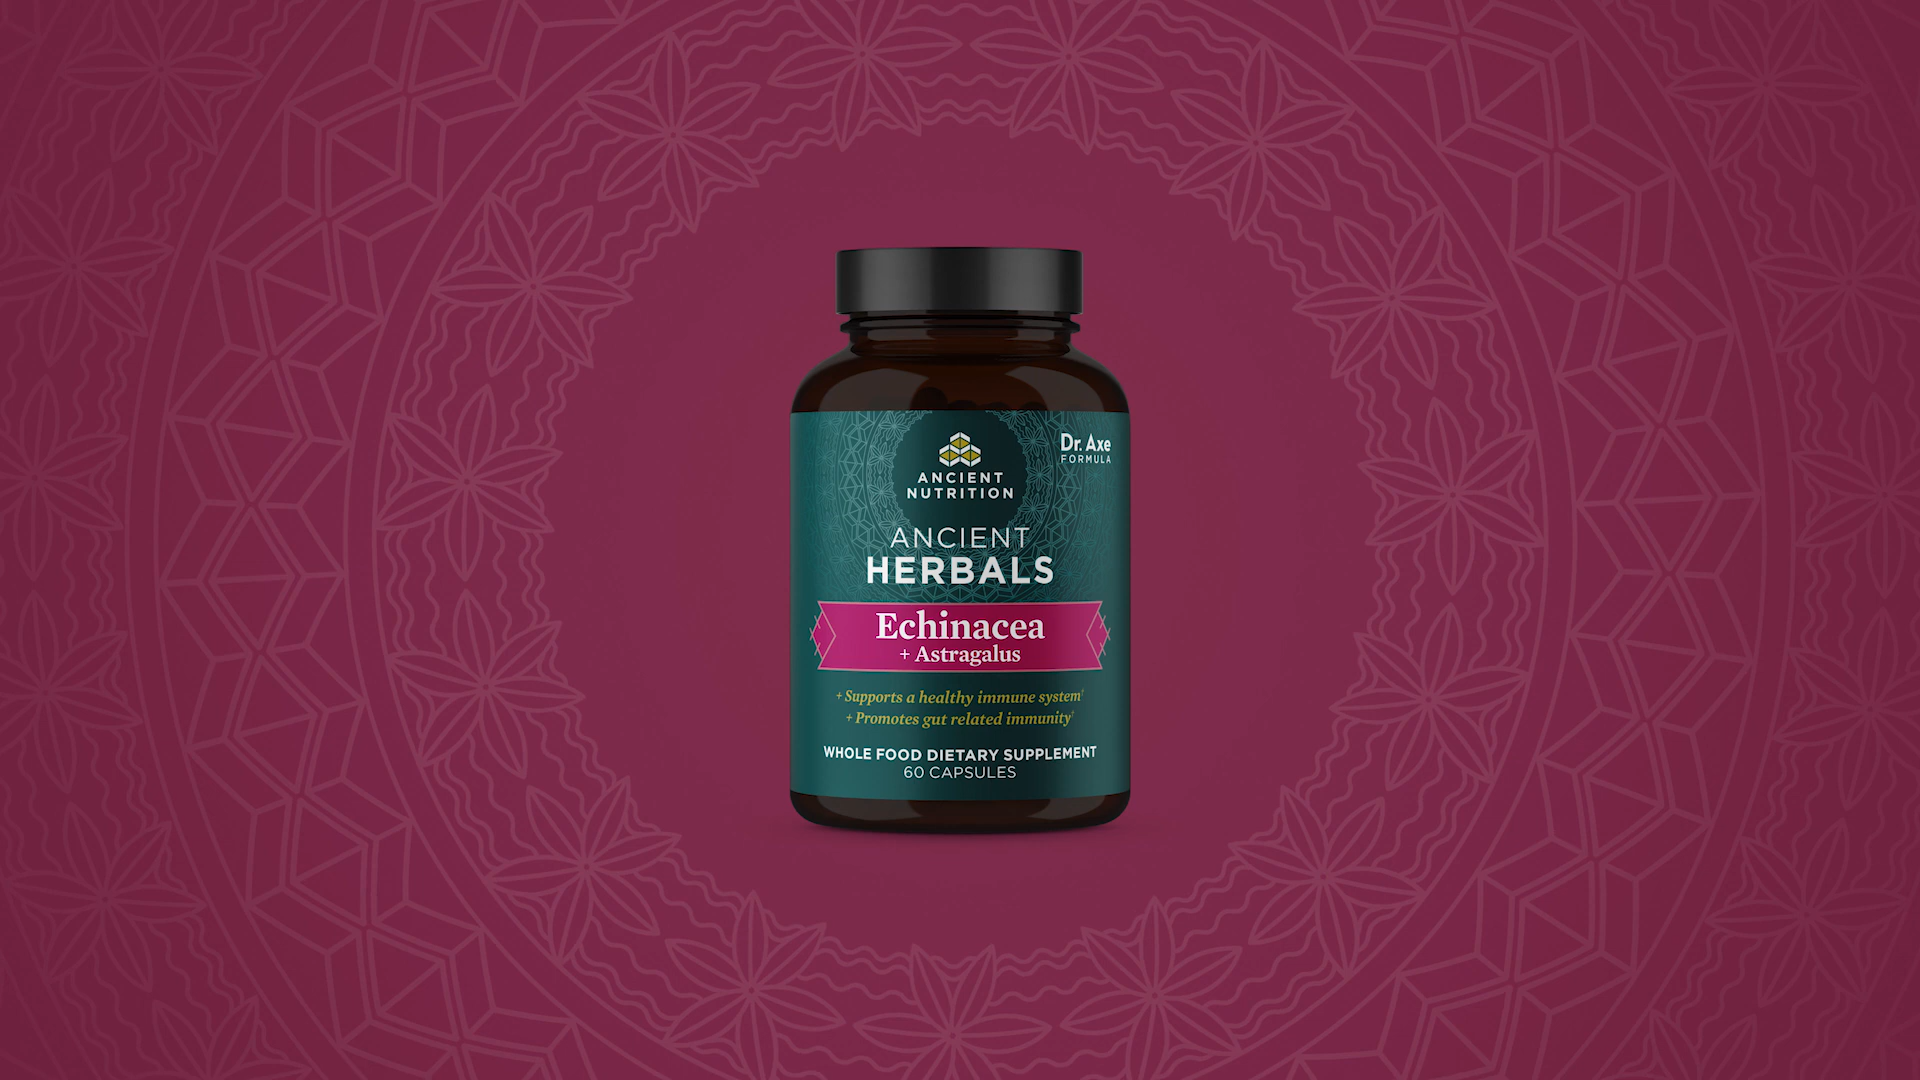 Dr. Axe
FORMULA
ANCIENT
NUTRITION
ANCIENT
HERBALS
Echinacea
+ Astragalus
+ Supports a healthy immune system†
+ Promotes gut related immunity†
WHOLE FOOD DIETARY SUPPLEMENT
60 CAPSULES